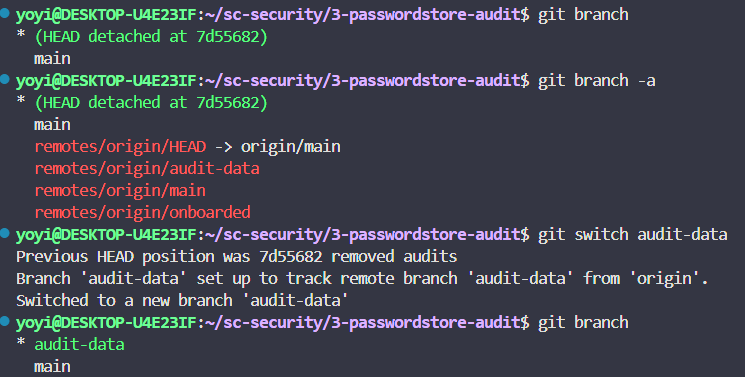 yoyi@DESKTOP-U4E23IF:~/sc-security/3-passwordstore-audit$ git branch
* (HEAD detached at 7d55682)
  main
yoyi@DESKTOP-U4E23IF:~/sc-security/3-passwordstore-audit$ git branch -a
* (HEAD detached at 7d55682)
  main
  remotes/origin/HEAD -> origin/main
  remotes/origin/audit-data
  remotes/origin/main
  remotes/origin/onboarded
yoyi@DESKTOP-U4E23IF:~/sc-security/3-passwordstore-audit$ git switch audit-data
Previous HEAD position was 7d55682 removed audits
Branch 'audit-data' set up to track remote branch 'audit-data' from 'origin'.
Switched to a new branch 'audit-data'
yoyi@DESKTOP-U4E23IF:~/sc-security/3-passwordstore-audit$ git branch
* audit-data
  main